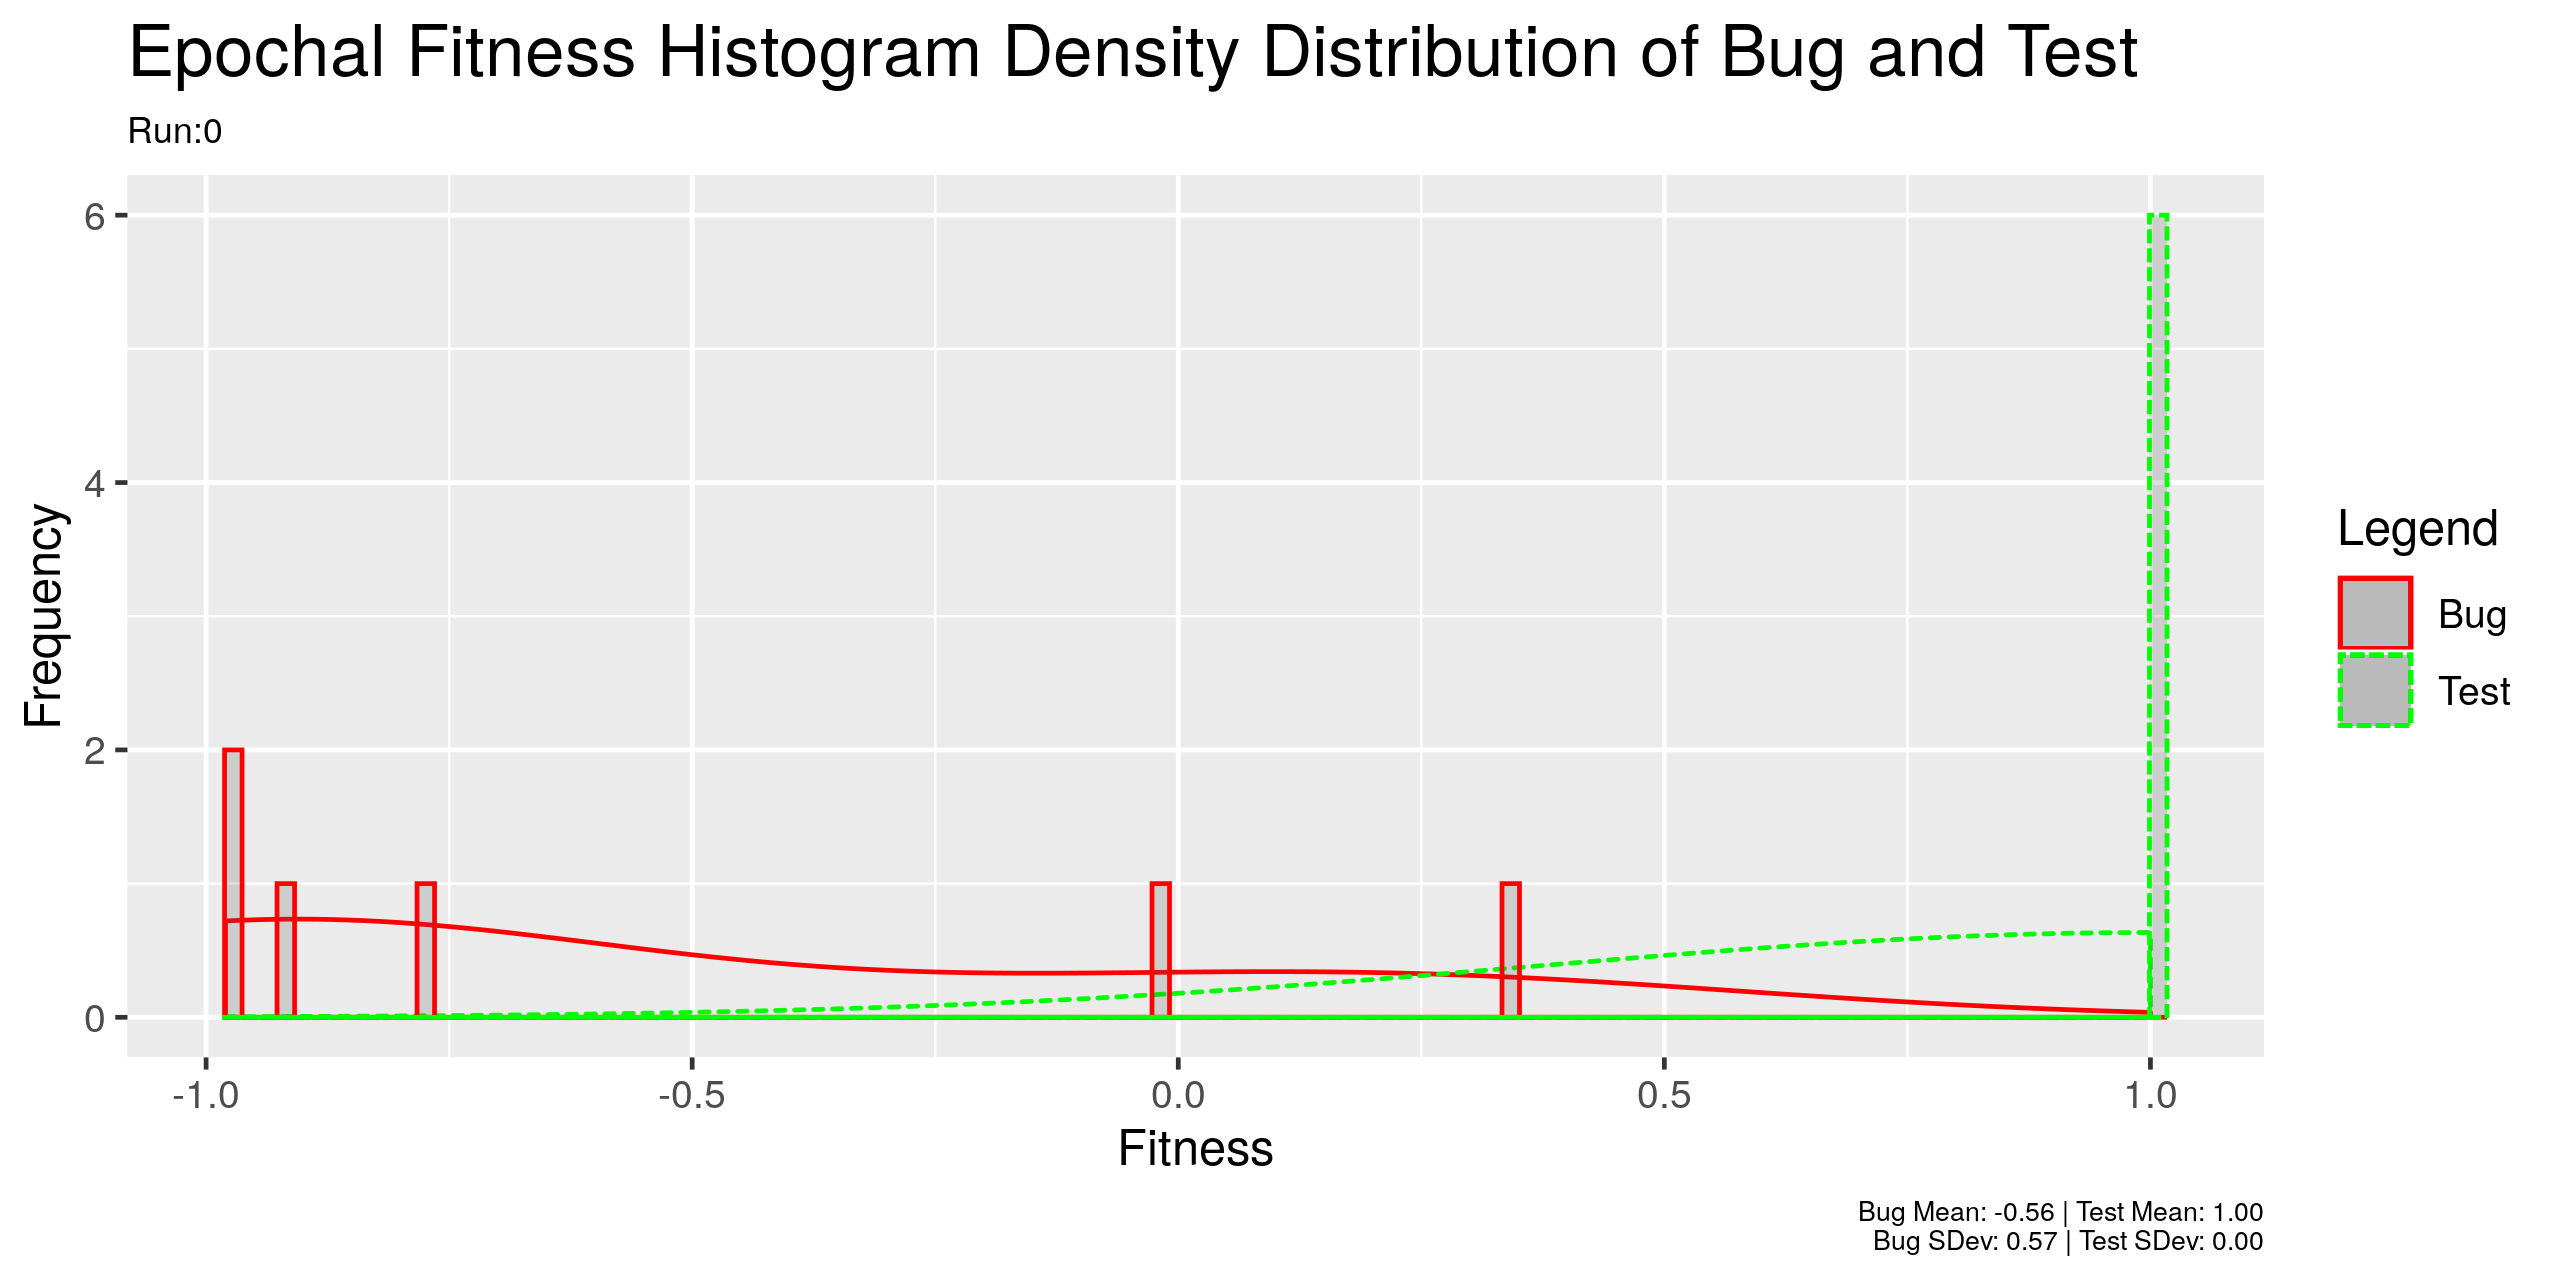 Epochal Fitness Histogram Density Distribution of Bug and Test
Run:0
Frequency
6
4
2
0
-1.0
-0.5
0.0
0.5
1.0
Fitness
Legend
Bug
Test
Bug Mean: -0.56 | Test Mean: 1.00
Bug SDev: 0.57 | Test SDev: 0.00